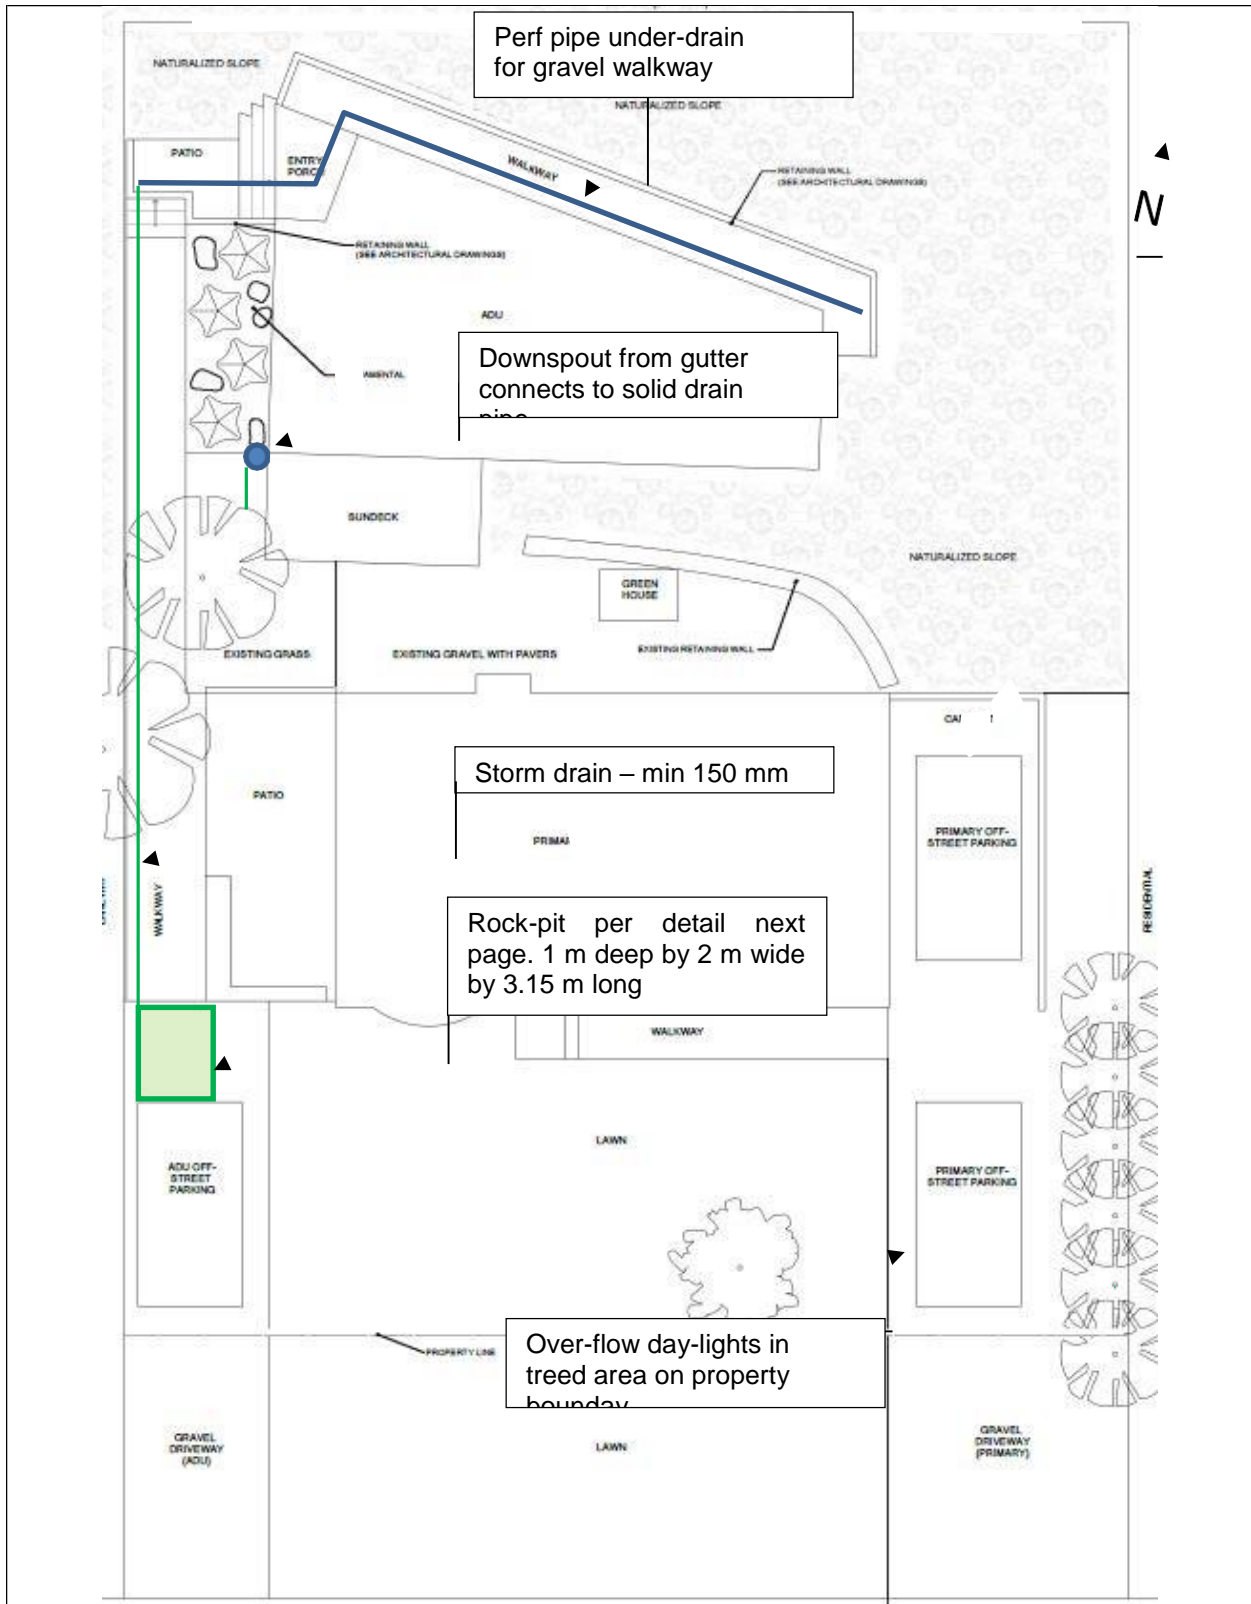 Perf pipe under-drain
for gravel walkway
NATURALIZED SLOPE
NATURALIZED SLOPE
PATIO
ENTRY
WALKWAY
RETAINING WALL
(SEE ARCHITECTURAL DRAWINGS)
N
RETAINING WALL
(SEE ARCHITECTURAL DRAWINGS)
ADU
Downspout from gutter
connects to solid drain
pipe
SUNDECK
NATURALIZED SLOPE
GREEN
HOUSE
EXISTING GRASS
EXISTING GRAVEL WITH PAVERS
EXISTING RETAINING WALL
PATIO
Storm drain – min 150 mm
PRIMARY OFF-
STREET PARKING
WALKWAY
RESIDENTIAL
Rock-pit per detail next
page. 1 m deep by 2 m wide
by 3.15 m long
WALKWAY
LAWN
ADU OFF-
STREET
PARKING
PRIMARY OFF-
STREET PARKING
PROPERTY LINE
Over-flow day-lights in
treed area on property
bounday
GRAVEL
DRIVEWAY
(ADU)
LAWN
GRAVEL
DRIVEWAY
(PRIMARY)